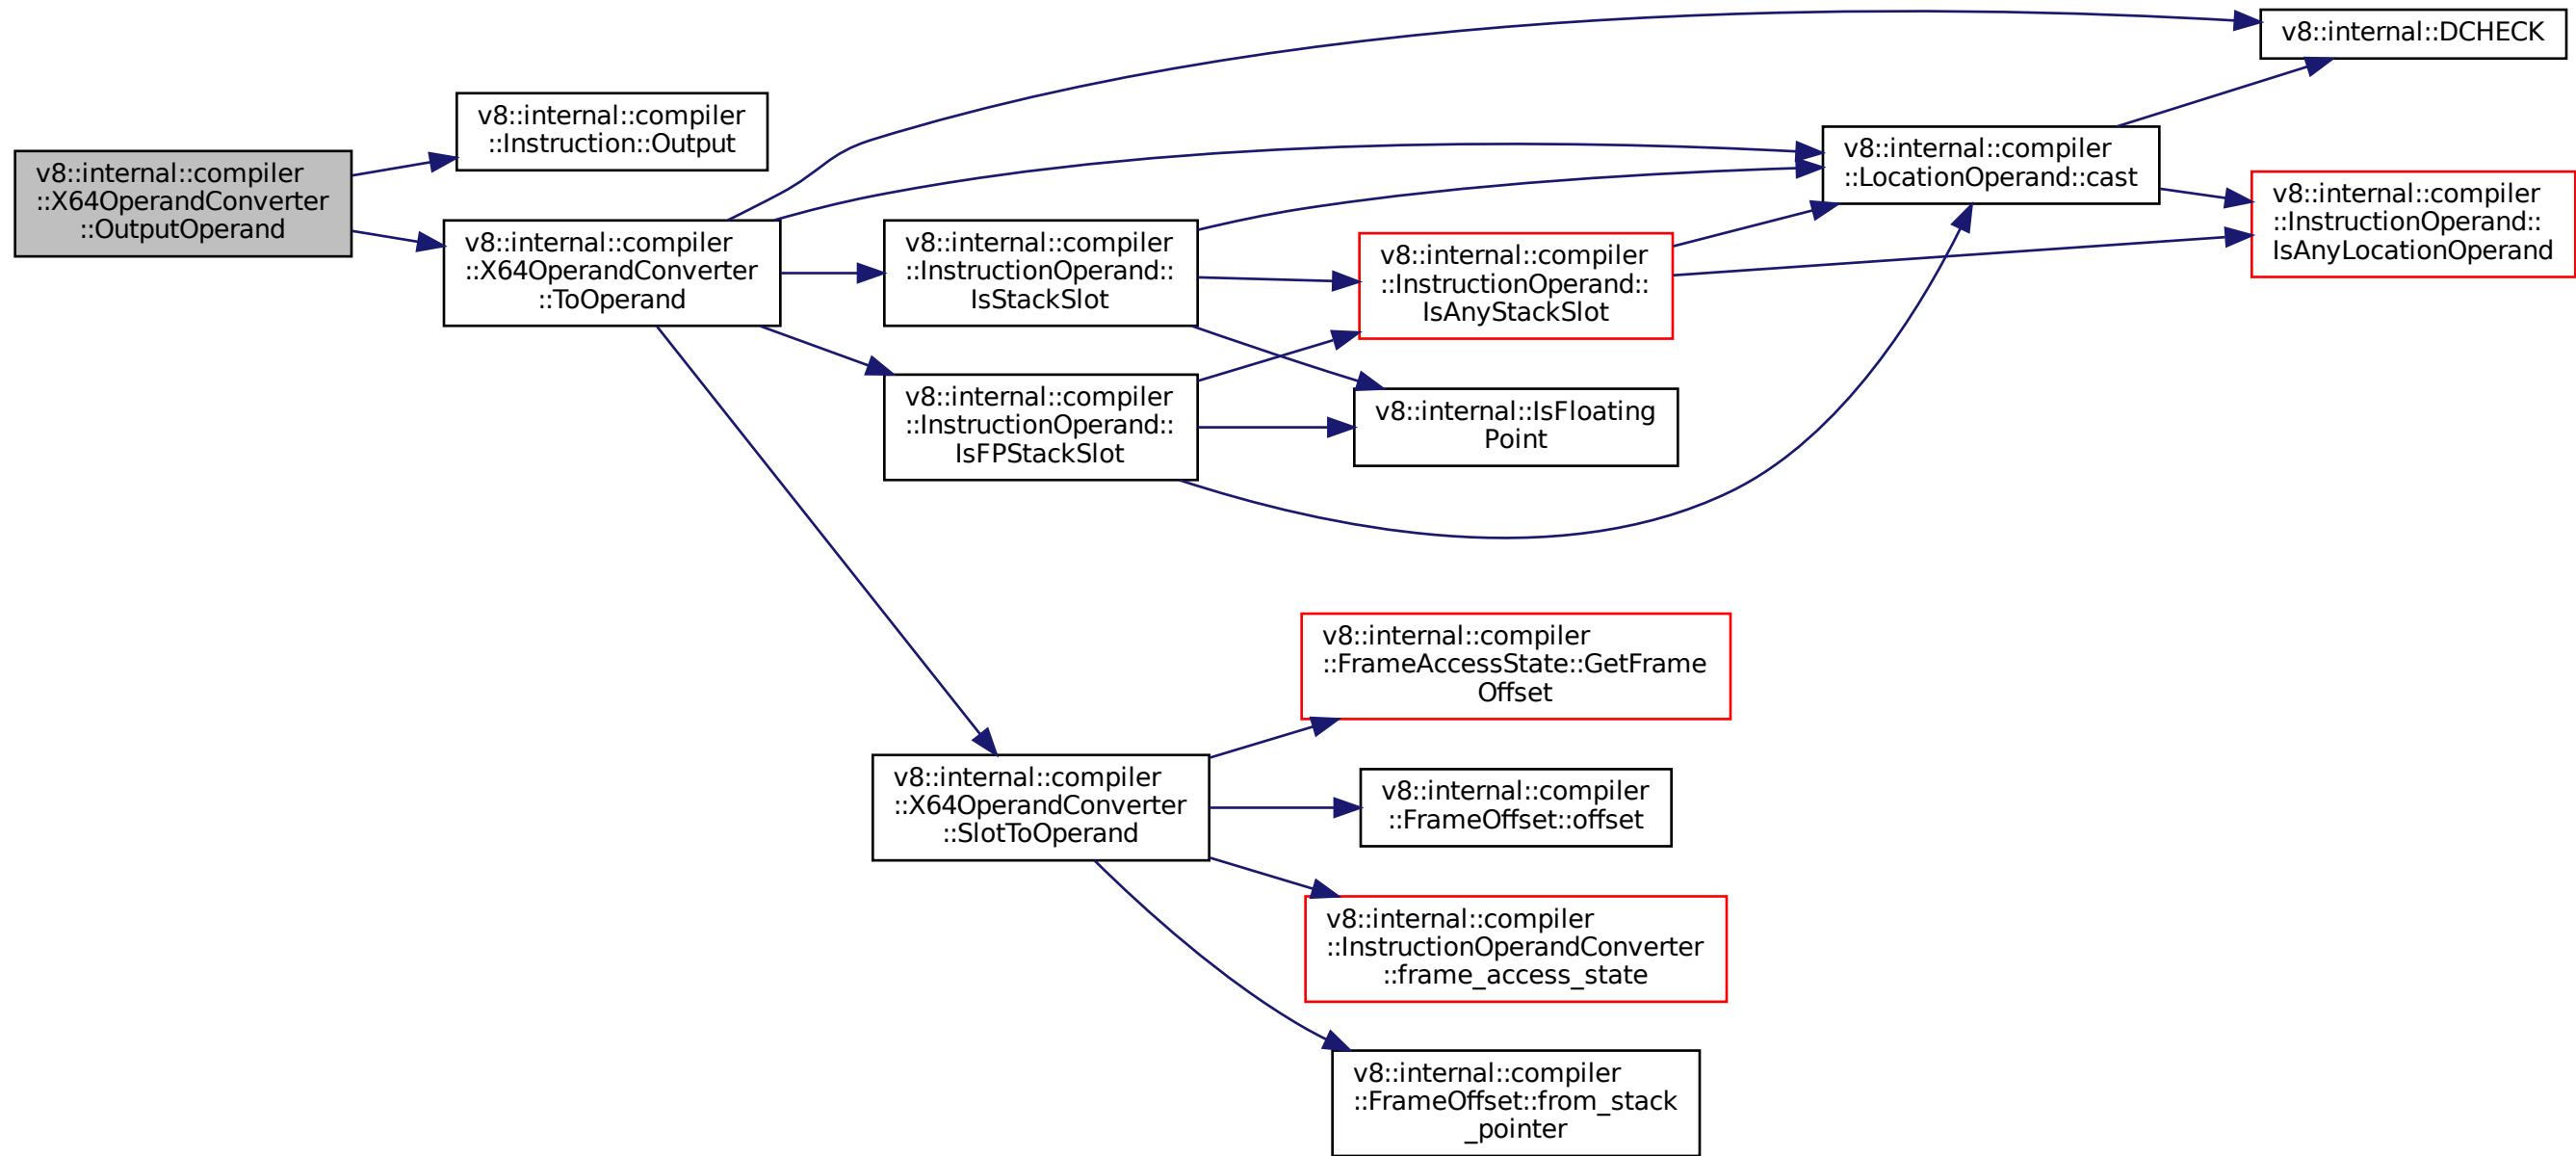 v8::internal::compiler
::X64OperandConverter
::OutputOperand
v8::internal::compiler
::Instruction::Output
v8::internal::compiler
::X64OperandConverter
::ToOperand
v8::internal::DCHECK
v8::internal::compiler
::LocationOperand::cast
v8::internal::compiler
::InstructionOperand::
IsAnyLocationOperand
v8::internal::compiler
::InstructionOperand::
IsStackSlot
v8::internal::compiler
::InstructionOperand::
IsAnyStackSlot
v8::internal::compiler
::InstructionOperand::
IsFPStackSlot
v8::internal::IsFloating
Point
v8::internal::compiler
::X64OperandConverter
::SlotToOperand
v8::internal::compiler
::FrameAccessState::GetFrame
Offset
v8::internal::compiler
::FrameOffset::offset
v8::internal::compiler
::InstructionOperandConverter
::frame_access_state
v8::internal::compiler
::FrameOffset::from_stack
_pointer